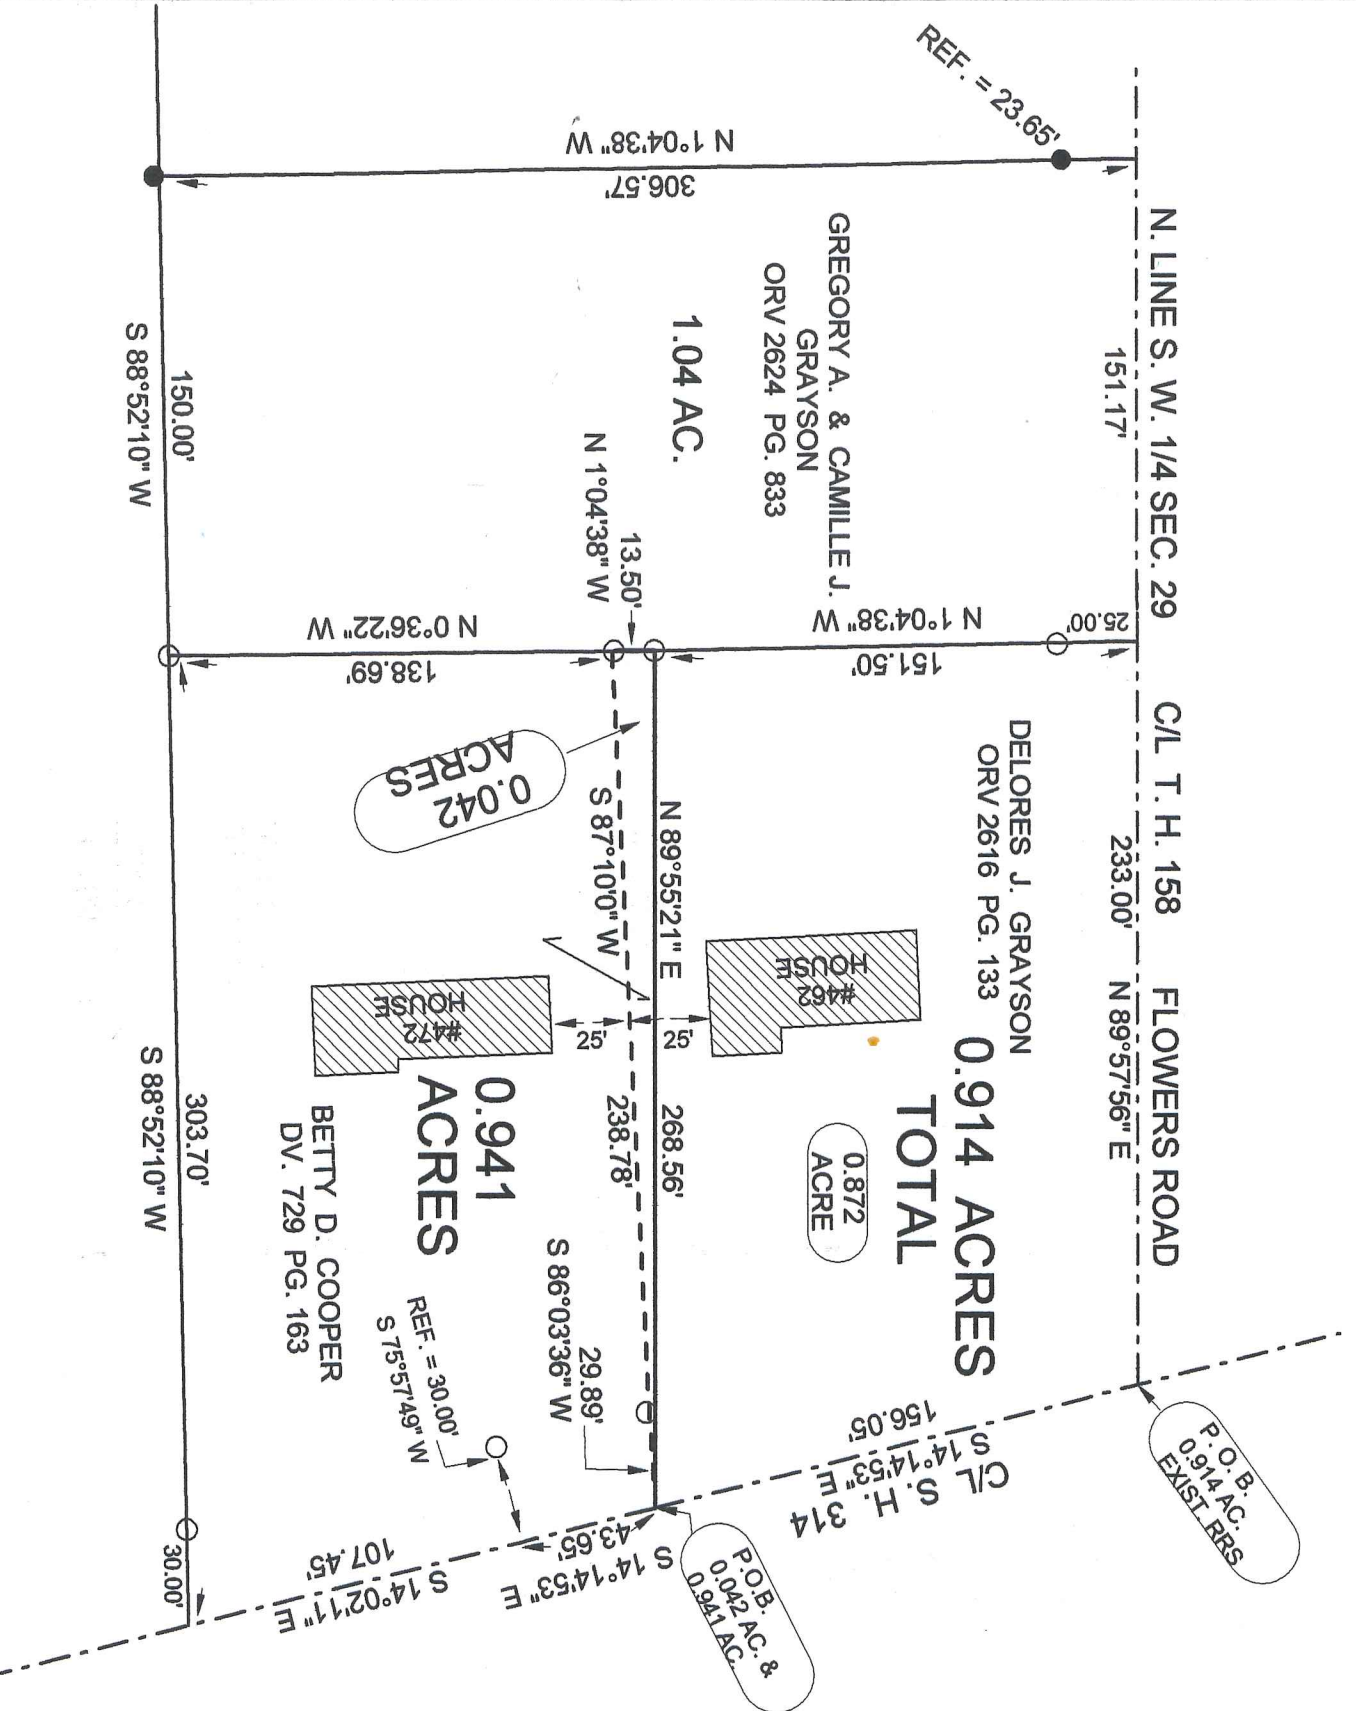 REF. = 23.65'
N 1°04'38" W
306.57'
N. LINE S. W. 1/4 SEC. 29
C/L T. H. 158
FLOWERS ROAD
151.17'
233.00'
N 89°57'56" E
GREGORY A. & CAMILLE J.
GRAYSON
ORV 2624 PG. 833
1.04 AC.
150.00'
S 88°52'10" W
N 1°04'38" W
13.50'
N 0°36'22" W
138.69'
N 1°04'38" W
151.50'
25.00'
0.042
ACRES
N 89°55'21" E
268.56'
S 87°10'0" W
238.78'
DELORES J. GRAYSON
ORV 2616 PG. 133
#462
HOUSE
0.914 ACRES
TOTAL
0.872
ACRE
25'
25'
#472
HOUSE
0.941
ACRES
BETTY D. COOPER
DV. 729 PG. 163
303.70'
S 88°52'10" W
30.00'
REF. = 30.00'
S 75°57'49" W
29.89'
S 86°03'36" W
156.05'
S 14°14'53" E
C/L S. H. 314
43.65'
S 14°14'53" E
107.45'
S 14°02'11" E
P. O. B.
0.914 AC.
EXIST. RRS
P.O.B.
0.042 AC. &
0.941 AC.